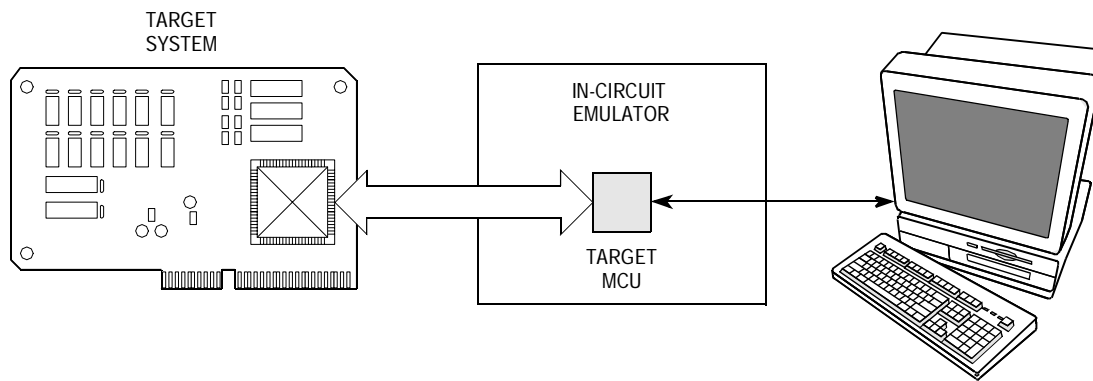 TARGET
SYSTEM
IN-CIRCUIT
EMULATOR
TARGET
MCU